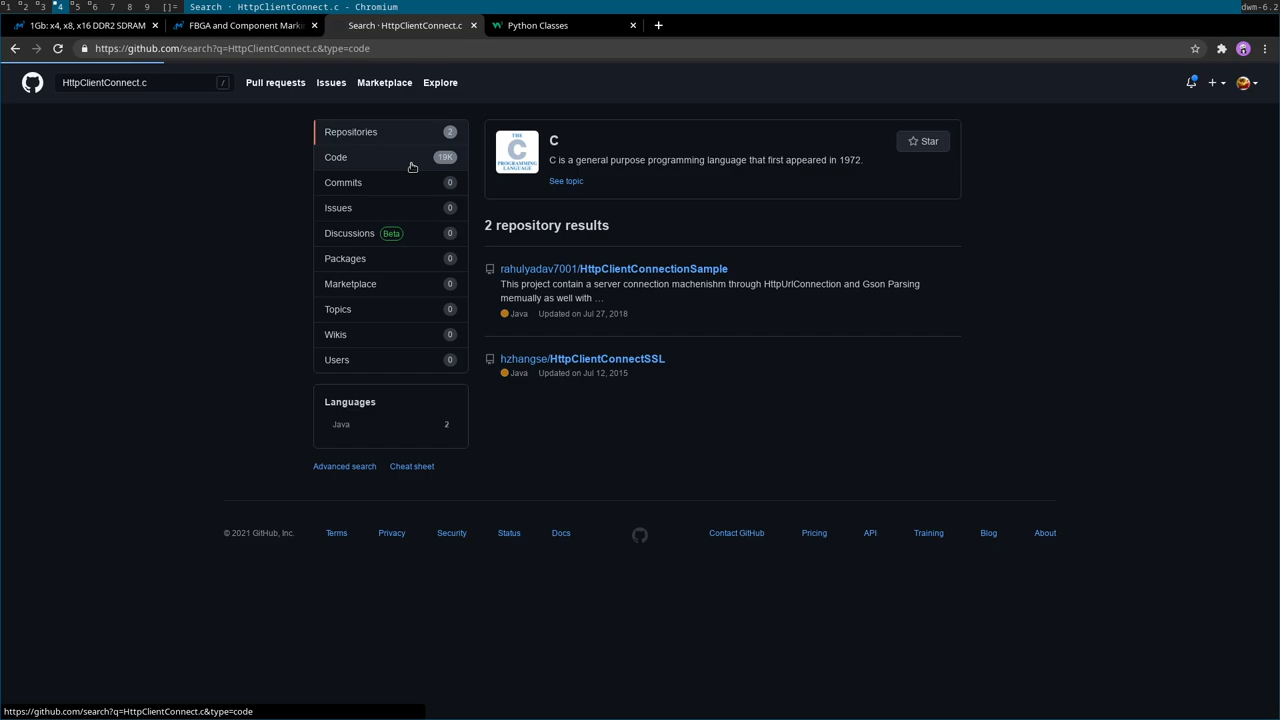 1 2 3 4 5 6 7 8 9 []= Search · HttpClientConnect.c - Chromium dwm-6.2
1Gb: x4, x8, x16 DDR2 SDRAM FBGA and Component Markin Search · HttpClientConnect.c Python Classes
https://github.com/search?q=HttpClientConnect.c&type=code
HttpClientConnect.c / Pull requests Issues Marketplace Explore
Repositories 2
Code 19K
Commits 0
Issues 0
Discussions Beta 0
Packages 0
Marketplace 0
Topics 0
Wikis 0
Users 0
Languages
Java 2
Advanced search Cheat sheet
THE
C
PROGRAMMING
LANGUAGE
C
Star
C is a general purpose programming language that first appeared in 1972.
See topic
2 repository results
rahulyadav7001/HttpClientConnectionSample
This project contain a server connection machenishm through HttpUrlConnection and Gson Parsing
memually as well with …
Java Updated on Jul 27, 2018
hzhangse/HttpClientConnectSSL
Java Updated on Jul 12, 2015
© 2021 GitHub, Inc. Terms Privacy Security Status Docs Contact GitHub Pricing API Training Blog About
https://github.com/search?q=HttpClientConnect.c&type=code